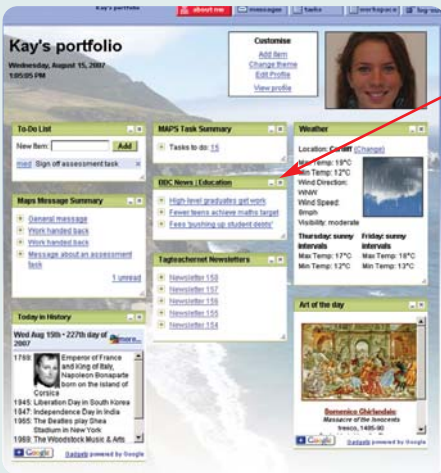 Kay's portfolio
about me
messages
tasks
workspace
log-out
Kay's portfolio
Wednesday, August 15, 2007
1:05:05 PM
Customise
Add item
Change theme
Edit Profile
View profile
To-Do List
New Item:
Add
med Sign off assessment task
Maps Message Summary
General message
Work handed back
Work handed back
Message about an assessment
task
1 unread
Today in History
Wed Aug 15th - 227th day of
2007
more...
1769:
Emperor of France
and King of Italy,
Napoleon Bonaparte
born on the island of
Corsica
1945: Liberation Day in South Korea
1947: Independence Day in India
1965: The Beatles play Shea
Stadium in New York
1969: The Woodstock Music & Arts
Google
Gadgets powered by Google
MAPS Task Summary
Tasks to do: 15
BBC News | Education
High-level graduates get work
Fewer teens achieve maths target
Fees 'pushing up student debts'
Tagteachernet Newsletters
Newsletter 158
Newsletter 157
Newsletter 156
Newsletter 155
Newsletter 154
Weather
Location: Cardiff (Change)
Max Temp: 19°C
Min Temp: 12°C
Wind Direction:
WNW
Wind Speed:
8mph
Visibility: moderate
Thursday: sunny
intervals
Max Temp: 17°C
Min Temp: 12°C
Friday: sunny
intervals
Max Temp: 18°C
Min Temp: 13°C
Art of the day
Domenico Ghirlandaio:
Massacre of the Innocents
fresco, 1486-90
Google
Gadgets powered by Google